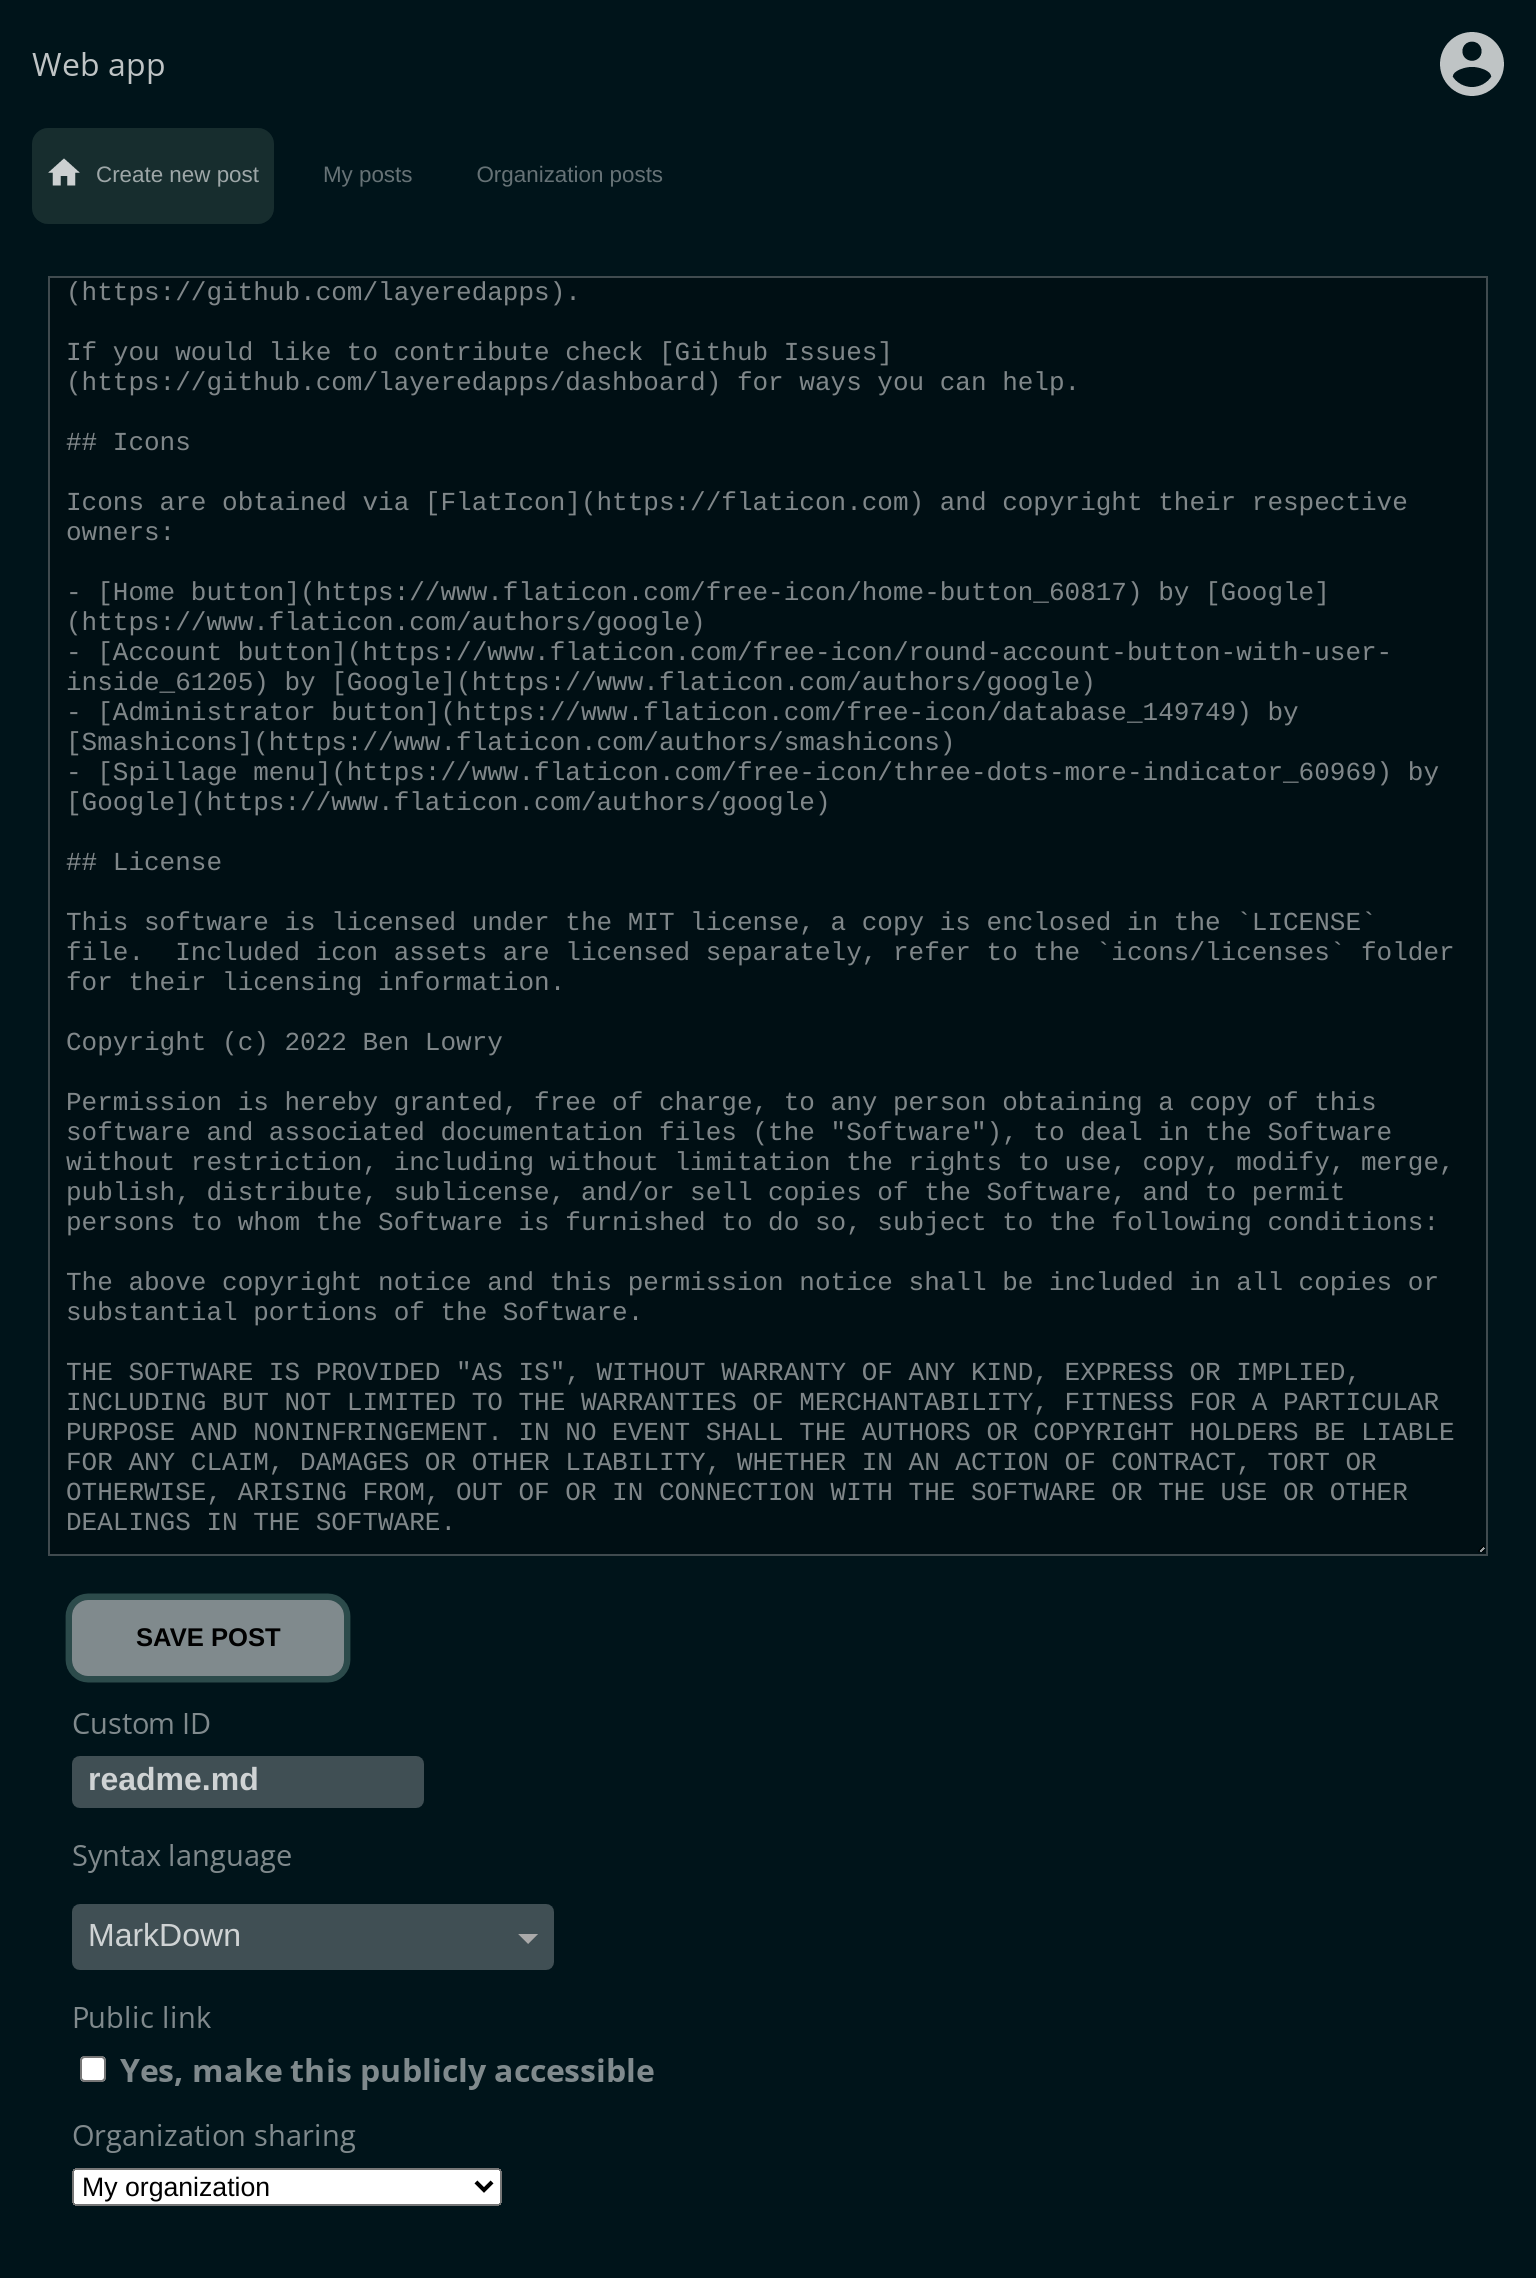 Web app
Create new post
My posts
Organization posts
(https://github.com/layeredapps).
If you would like to contribute check [Github Issues]
(https://github.com/layeredapps/dashboard) for ways you can help.
## Icons
Icons are obtained via [FlatIcon](https://flaticon.com) and copyright their respective
owners:
- [Home button](https://www.flaticon.com/free-icon/home-button_60817) by [Google]
(https://www.flaticon.com/authors/google)
- [Account button](https://www.flaticon.com/free-icon/round-account-button-with-user-
inside_61205) by [Google](https://www.flaticon.com/authors/google)
- [Administrator button](https://www.flaticon.com/free-icon/database_149749) by
[Smashicons](https://www.flaticon.com/authors/smashicons)
- [Spillage menu](https://www.flaticon.com/free-icon/three-dots-more-indicator_60969) by
[Google](https://www.flaticon.com/authors/google)
## License
This software is licensed under the MIT license, a copy is enclosed in the `LICENSE`
file.  Included icon assets are licensed separately, refer to the `icons/licenses` folder
for their licensing information.
Copyright (c) 2022 Ben Lowry
Permission is hereby granted, free of charge, to any person obtaining a copy of this
software and associated documentation files (the "Software"), to deal in the Software
without restriction, including without limitation the rights to use, copy, modify, merge,
publish, distribute, sublicense, and/or sell copies of the Software, and to permit
persons to whom the Software is furnished to do so, subject to the following conditions:
The above copyright notice and this permission notice shall be included in all copies or
substantial portions of the Software.
THE SOFTWARE IS PROVIDED "AS IS", WITHOUT WARRANTY OF ANY KIND, EXPRESS OR IMPLIED,
INCLUDING BUT NOT LIMITED TO THE WARRANTIES OF MERCHANTABILITY, FITNESS FOR A PARTICULAR
PURPOSE AND NONINFRINGEMENT. IN NO EVENT SHALL THE AUTHORS OR COPYRIGHT HOLDERS BE LIABLE
FOR ANY CLAIM, DAMAGES OR OTHER LIABILITY, WHETHER IN AN ACTION OF CONTRACT, TORT OR
OTHERWISE, ARISING FROM, OUT OF OR IN CONNECTION WITH THE SOFTWARE OR THE USE OR OTHER
DEALINGS IN THE SOFTWARE.
SAVE POST
Custom ID
readme.md
Syntax language
MarkDown
Public link
Yes, make this publicly accessible
Organization sharing
My organization